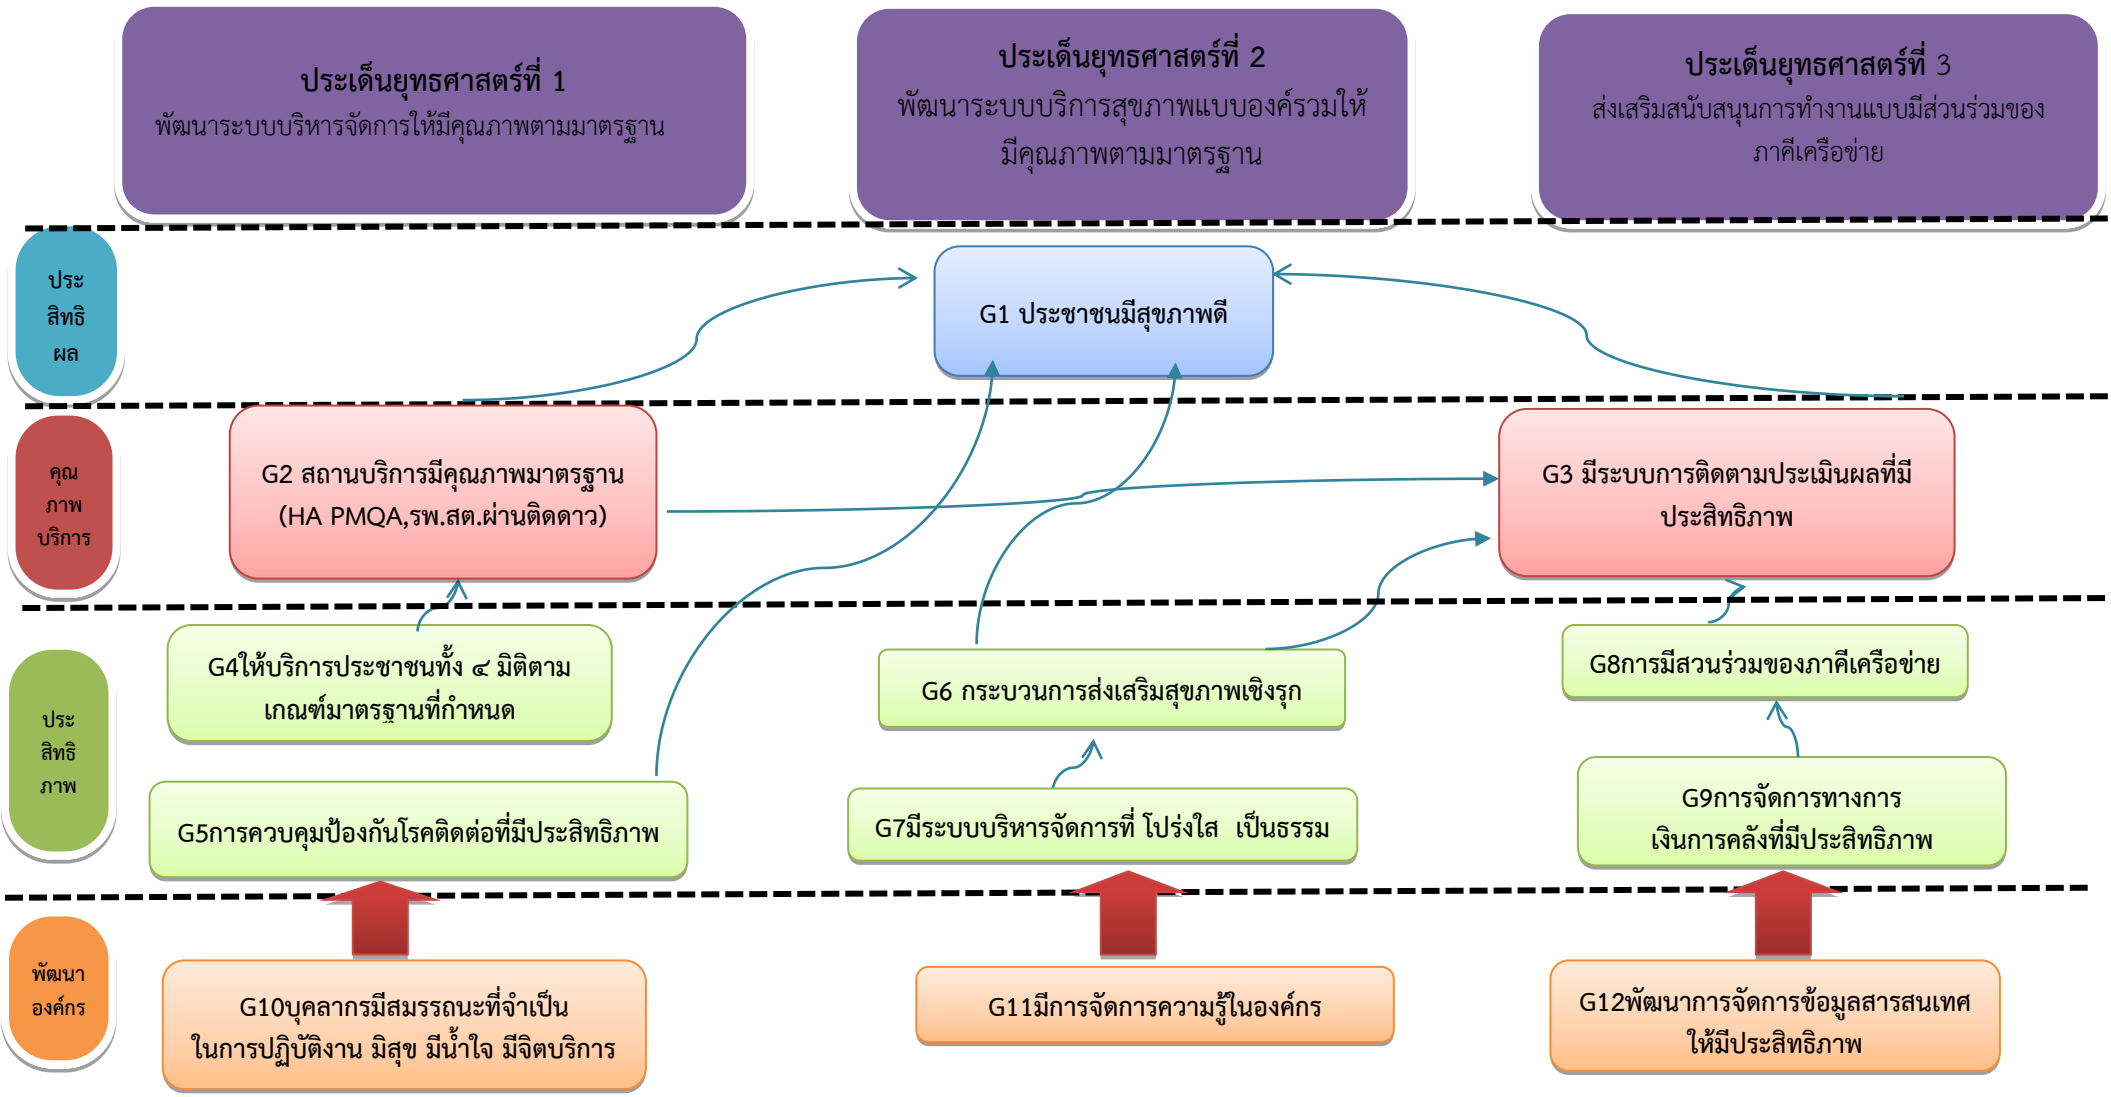 ประเด็นยุทธศาสตร์ที่ 1
พัฒนาระบบบริหารจัดการให้มีคุณภาพตามมาตรฐาน
ประเด็นยุทธศาสตร์ที่ 2
พัฒนาระบบบริการสุขภาพแบบองค์รวมให้
มีคุณภาพตามมาตรฐาน
ประเด็นยุทธศาสตร์ที่ 3
ส่งเสริมสนับสนุนการทำงานแบบมีส่วนร่วมของ
ภาคีเครือข่าย
ประ
สิทธิ
ผล
G1 ประชาชนมีสุขภาพดี
คุณ
ภาพ
บริการ
G2 สถานบริการมีคุณภาพมาตรฐาน
(HA PMQA,รพ.สต.ผ่านติดดาว)
G3 มีระบบการติดตามประเมินผลที่มี
ประสิทธิภาพ
ประ
สิทธิ
ภาพ
G4ให้บริการประชาชนทั้ง ๔ มิติตาม
เกณฑ์มาตรฐานที่กำหนด
G6 กระบวนการส่งเสริมสุขภาพเชิงรุก
G8การมีสวนร่วมของภาคีเครือข่าย
G5การควบคุมป้องกันโรคติดต่อที่มีประสิทธิภาพ
G7มีระบบบริหารจัดการที่ โปร่งใส เป็นธรรม
G9การจัดการทางการ
เงินการคลังที่มีประสิทธิภาพ
พัฒนา
องค์กร
G10บุคลากรมีสมรรถนะที่จำเป็น
ในการปฏิบัติงาน มิสุข มีน้ำใจ มีจิตบริการ
G11มีการจัดการความรู้ในองค์กร
G12พัฒนาการจัดการข้อมูลสารสนเทศ
ให้มีประสิทธิภาพ